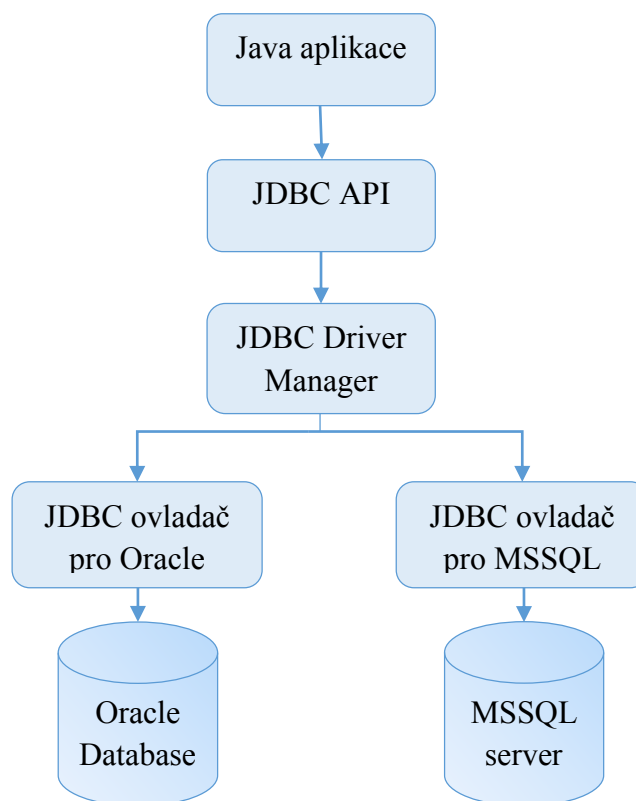 Java aplikace
JDBC API
JDBC Driver
Manager
JDBC ovladač
pro Oracle
JDBC ovladač
pro MSSQL
Oracle
Database
MSSQL
server